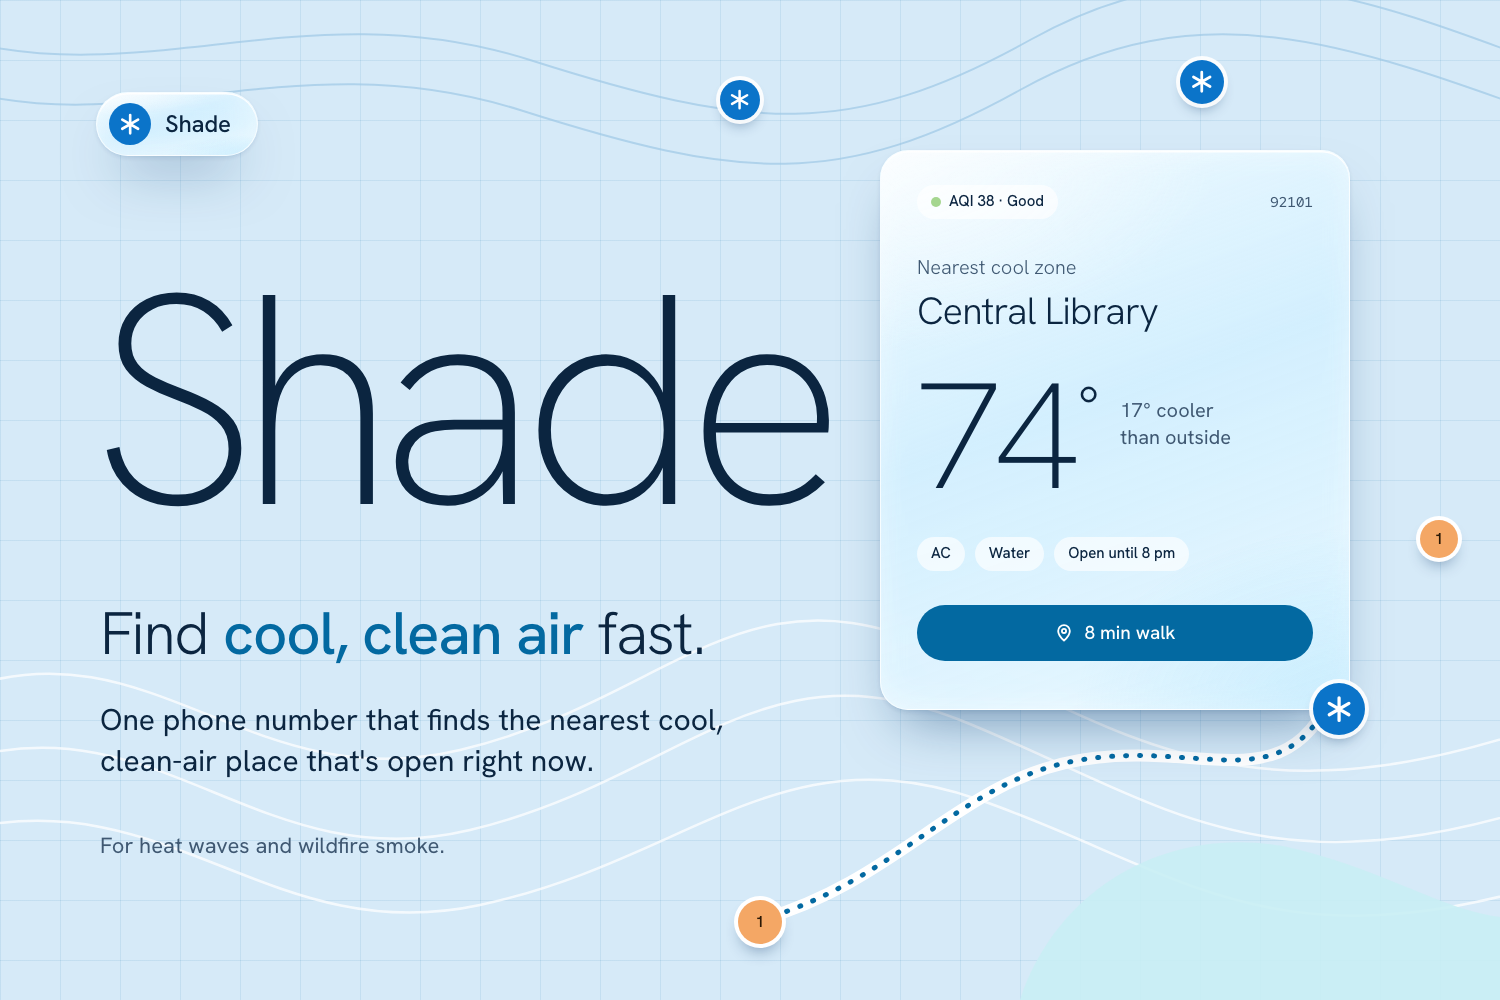 Shade
Shade
Find cool, clean air fast.
One phone number that finds the nearest cool,
clean-air place that's open right now.
For heat waves and wildfire smoke.
AQI 38 · Good
92101
Nearest cool zone
Central Library
74°
17° cooler
than outside
AC
Water
Open until 8 pm
8 min walk
1
1